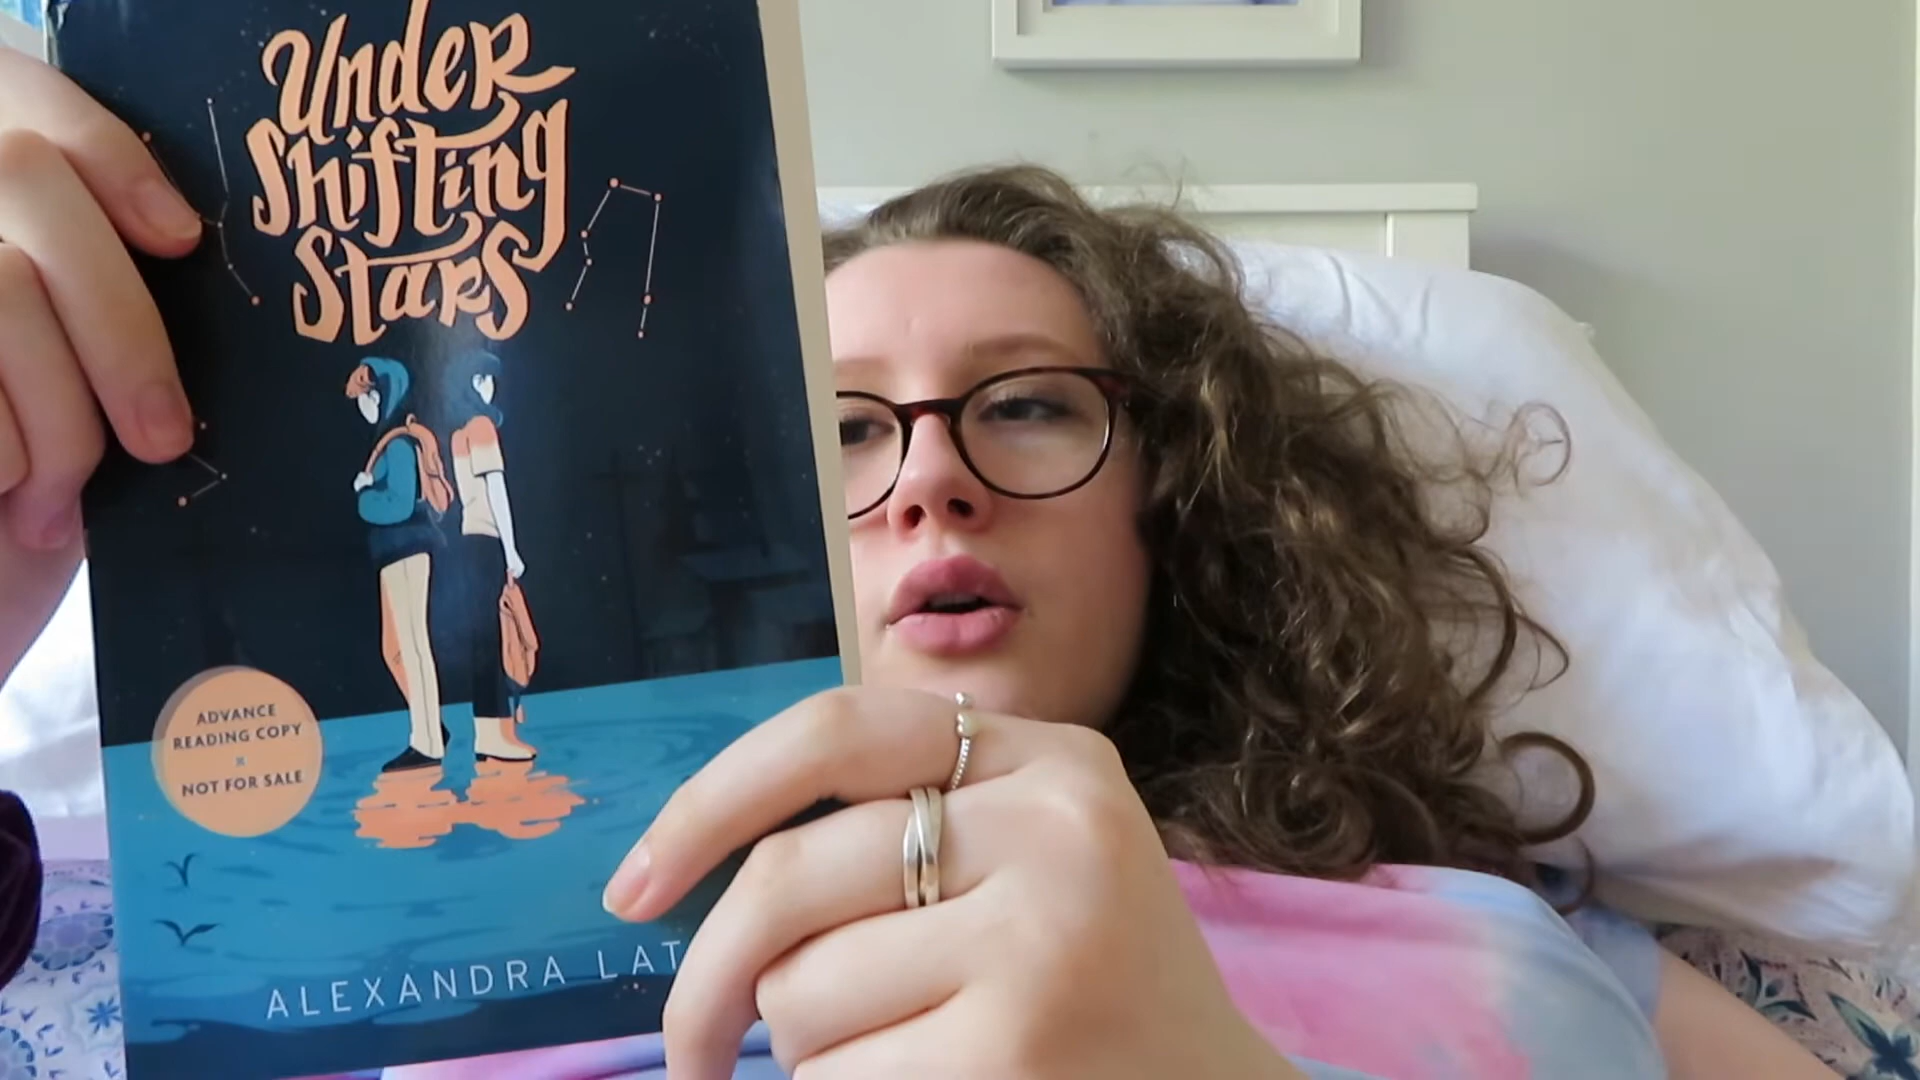 Under
Shifting
Stars
ADVANCE
READING COPY
×
NOT FOR SALE
ALEXANDRA LAT